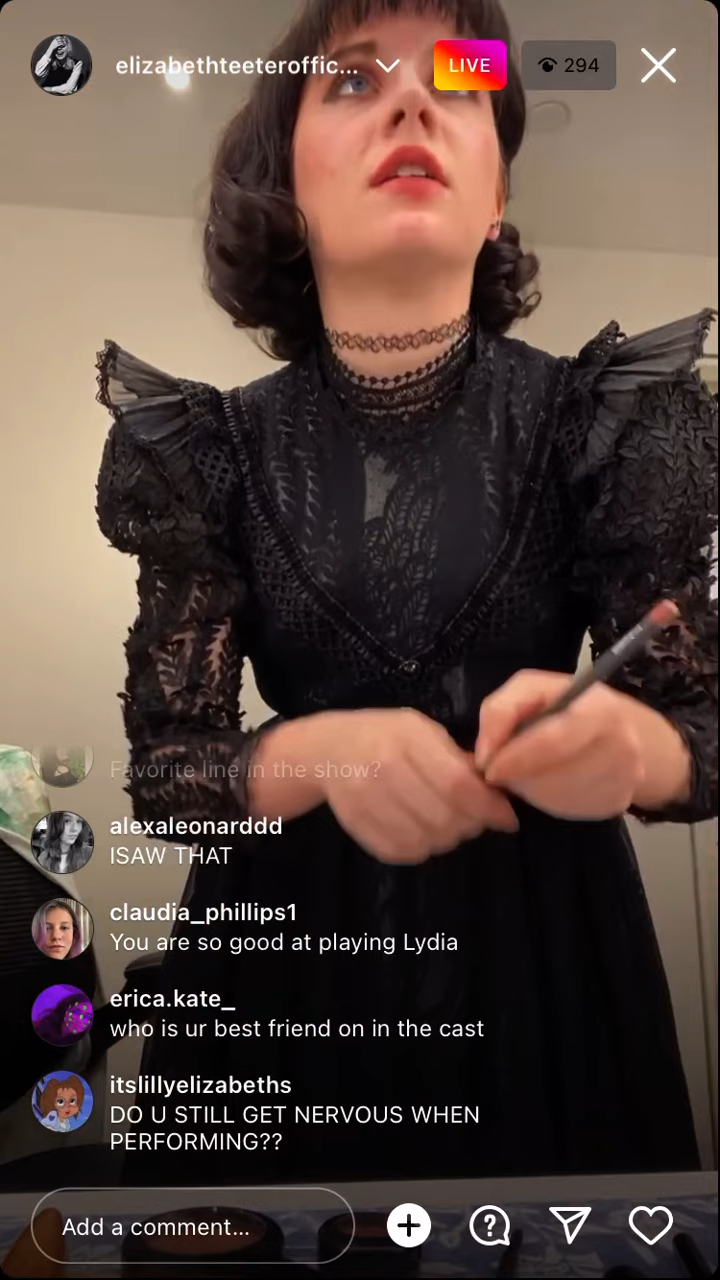 elizabethteeteroffic...
LIVE
294
Favorite line in the show?
alexaleonarddd
ISAW THAT
claudia_phillips1
You are so good at playing Lydia
erica.kate_
who is ur best friend on in the cast
itslillyelizabeths
DO U STILL GET NERVOUS WHEN
PERFORMING??
Add a comment...